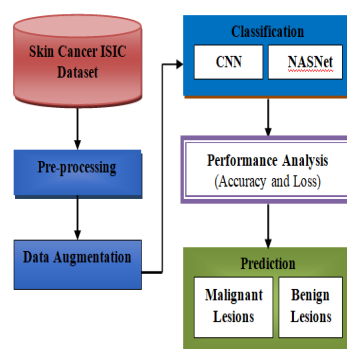 Skin Cancer ISIC
Dataset
Pre-processing
Data Augmentation
Classification
CNN
NASNet
Performance Analysis
(Accuracy and Loss)
Prediction
Malignant
Lesions
Benign
Lesions